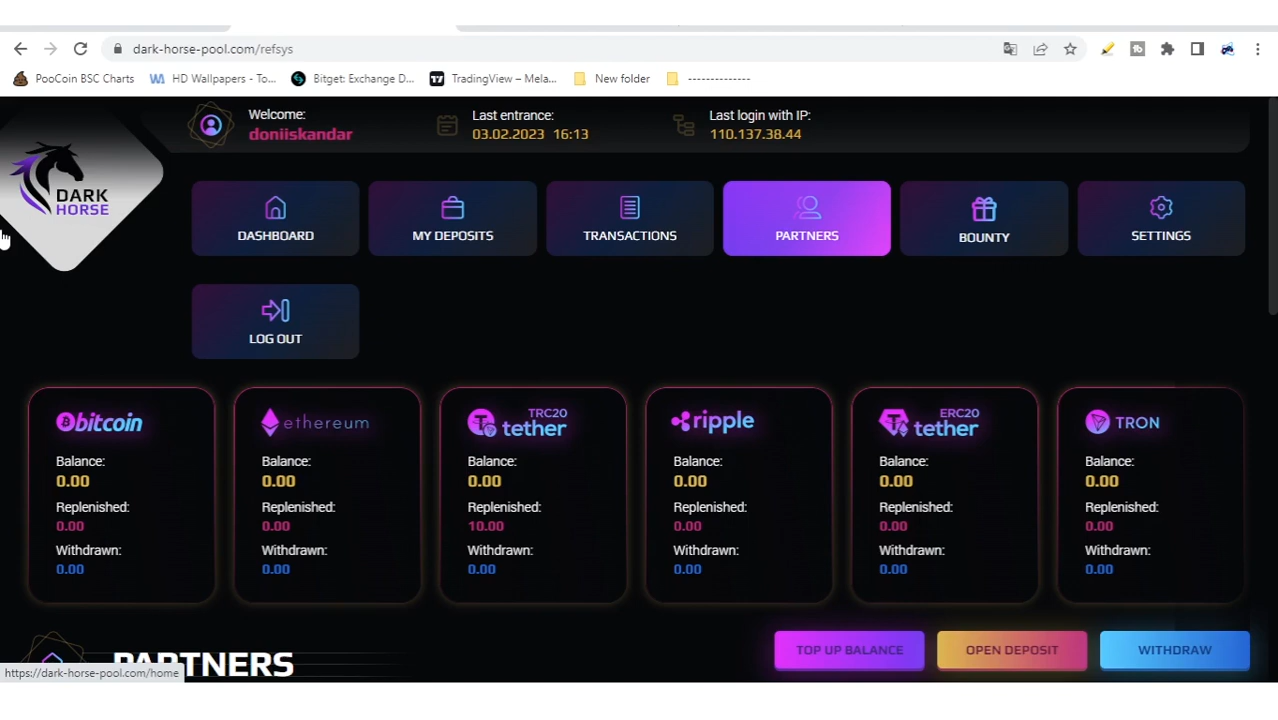 dark-horse-pool.com/refsys
PooCoin BSC Charts HD Wallpapers - To... Bitget: Exchange D... TradingView – Mela... New folder --------------
Welcome:
doniiskandar
Last entrance:
03.02.2023 16:13
Last login with IP:
110.137.38.44
DARK
HORSE
DASHBOARD MY DEPOSITS TRANSACTIONS PARTNERS BOUNTY SETTINGS
LOG OUT
bitcoin
Balance:
0.00
Replenished:
0.00
Withdrawn:
0.00
ethereum
Balance:
0.00
Replenished:
0.00
Withdrawn:
0.00
TRC20
tether
Balance:
0.00
Replenished:
10.00
Withdrawn:
0.00
ripple
Balance:
0.00
Replenished:
0.00
Withdrawn:
0.00
ERC20
tether
Balance:
0.00
Replenished:
0.00
Withdrawn:
0.00
TRON
Balance:
0.00
Replenished:
0.00
Withdrawn:
0.00
PARTNERS
TOP UP BALANCE OPEN DEPOSIT WITHDRAW
https://dark-horse-pool.com/home